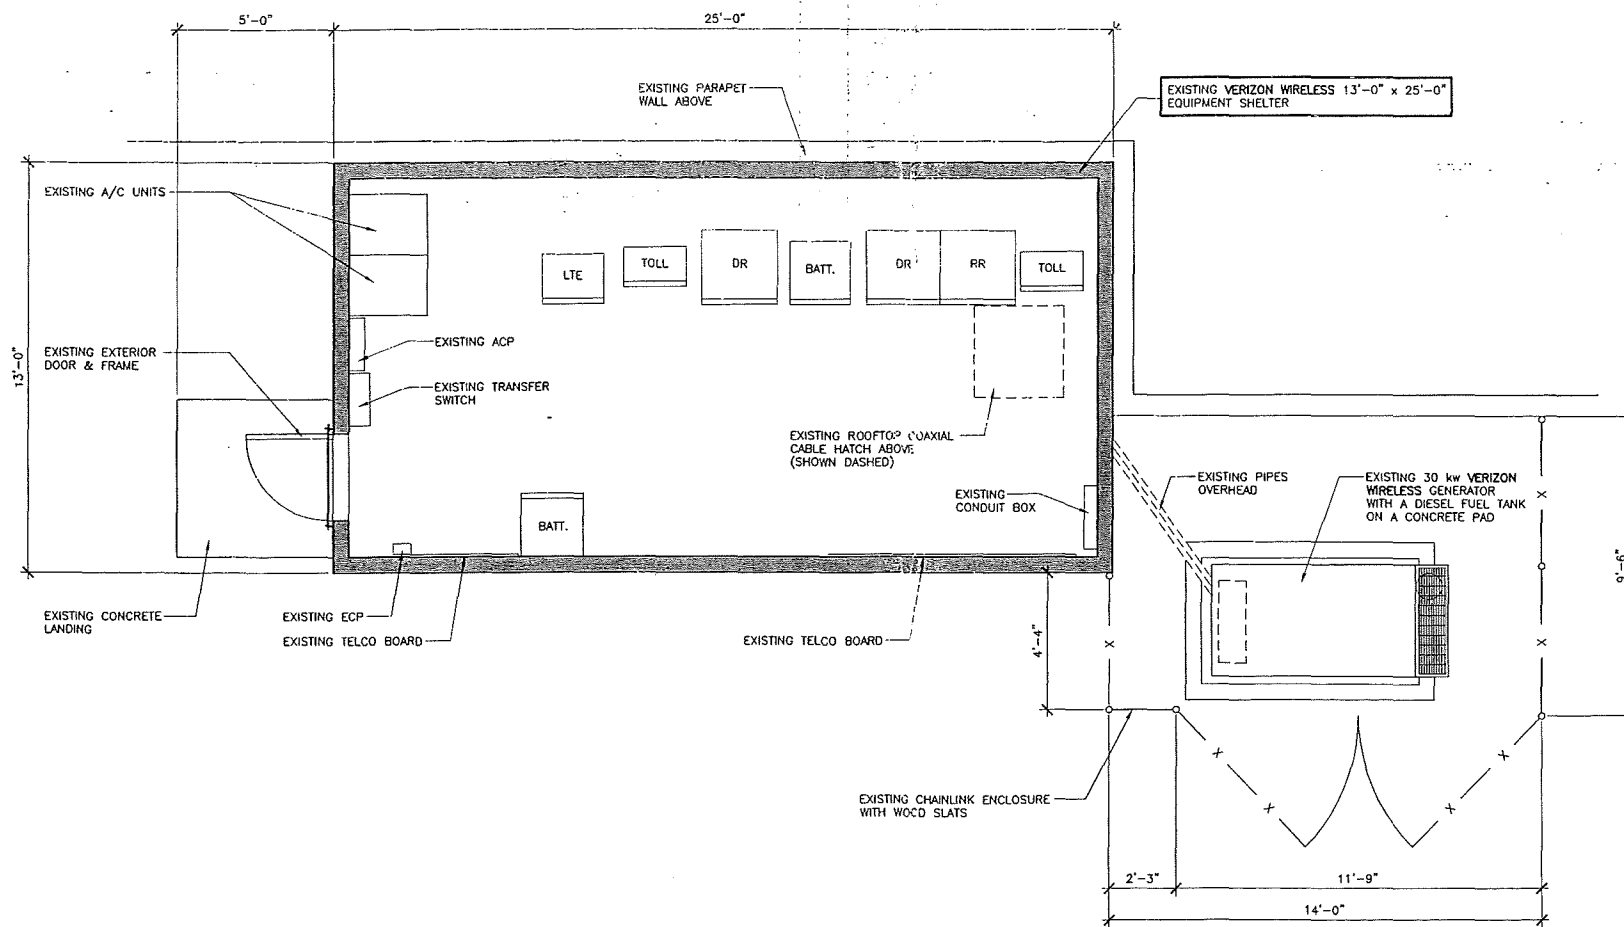 5'-0"
25'-0"
EXISTING PARAPET
WALL ABOVE
EXISTING VERIZON WIRELESS 13'-0" x 25'-0"
EQUIPMENT SHELTER
EXISTING A/C UNITS
LTE
TOLL
DR
BATT.
DR
RR
TOLL
EXISTING ACP
EXISTING EXTERIOR
DOOR & FRAME
13'-0"
EXISTING TRANSFER
SWITCH
EXISTING ROOFTOP COAXIAL
CABLE HATCH ABOVE
(SHOWN DASHED)
EXISTING PIPES
OVERHEAD
EXISTING 30 kw VERIZON
WIRELESS GENERATOR
WITH A DIESEL FUEL TANK
ON A CONCRETE PAD
EXISTING
CONDUIT BOX
X
BATT.
9'-6"
EXISTING CONCRETE
LANDING
EXISTING ECP
EXISTING TELCO BOARD
EXISTING TELCO BOARD
4'-4"
X
X
X
X
X
X
EXISTING CHAINLINK ENCLOSURE
WITH WOOD SLATS
2'-3"
11'-9"
14'-0"